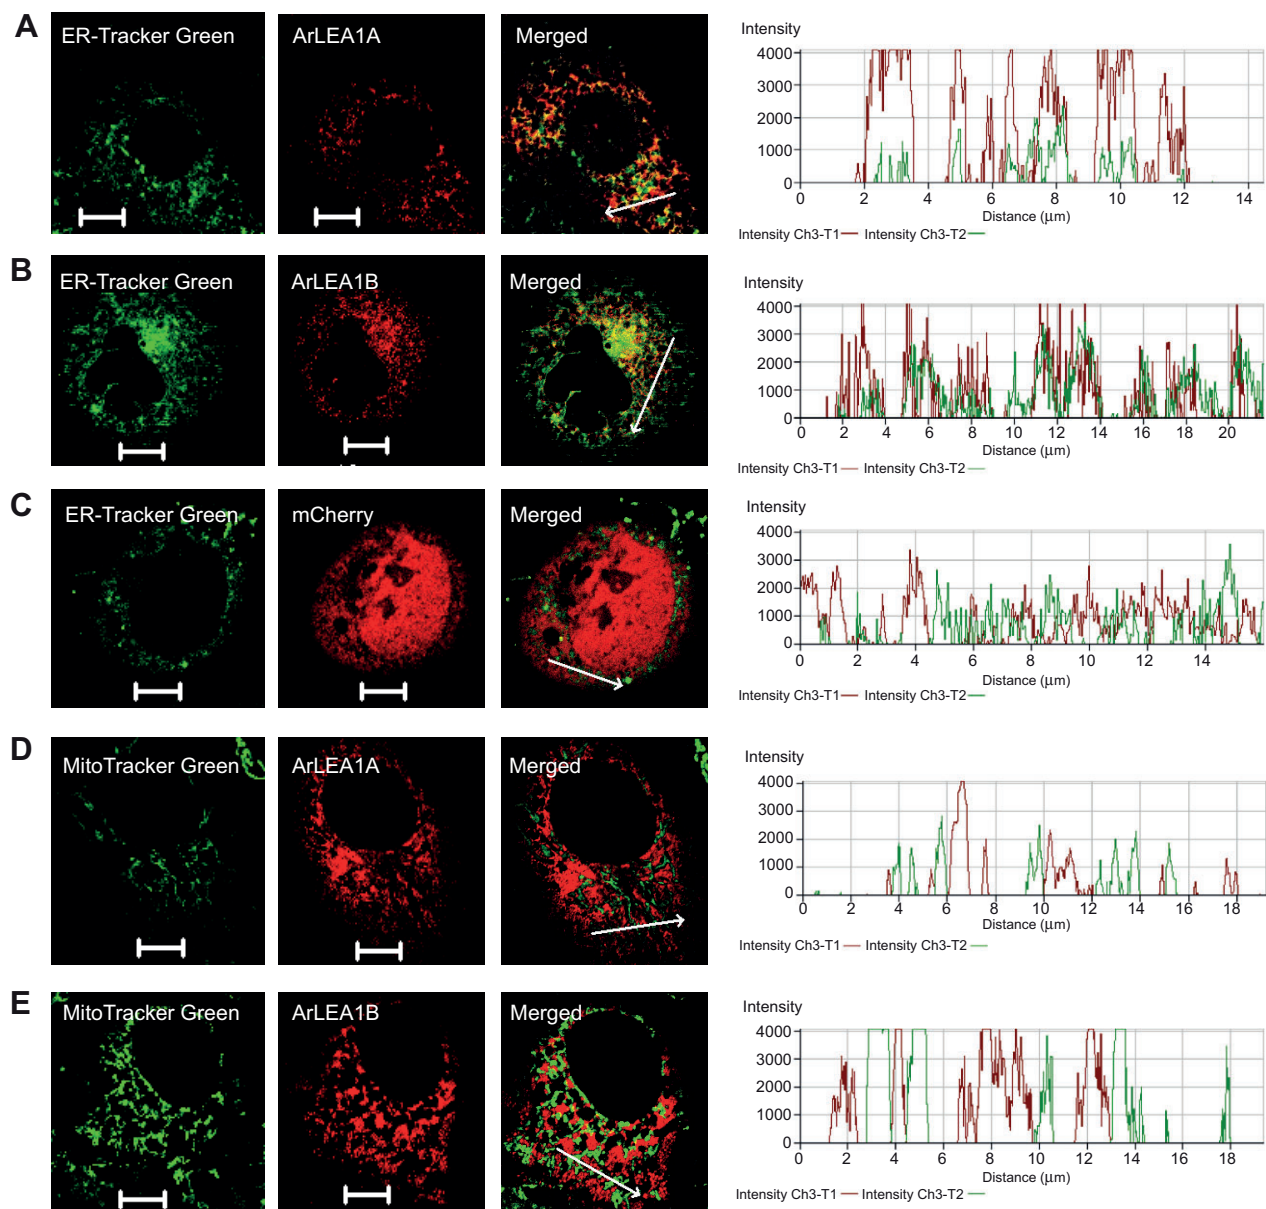 A
ER-Tracker Green ArLEA1A Merged
Intensity
4000
3000
2000
1000
0
0 2 4 6 8 10 12 14
Distance (μm)
Intensity Ch3-T1 Intensity Ch3-T2
B
ER-Tracker Green ArLEA1B Merged
Intensity
4000
3000
2000
1000
0
0 2 4 6 8 10 12 14 16 18 20
Distance (μm)
Intensity Ch3-T1 Intensity Ch3-T2
C
ER-Tracker Green mCherry Merged
Intensity
4000
3000
2000
1000
0
0 2 4 6 8 10 12 14
Distance (μm)
Intensity Ch3-T1 Intensity Ch3-T2
D
MitoTracker Green ArLEA1A Merged
Intensity
4000
3000
2000
1000
0
0 2 4 6 8 10 12 14 16 18
Distance (μm)
Intensity Ch3-T1 Intensity Ch3-T2
E
MitoTracker Green ArLEA1B Merged
Intensity
4000
3000
2000
1000
0
0 2 4 6 8 10 12 14 16 18
Distance (μm)
Intensity Ch3-T1 Intensity Ch3-T2